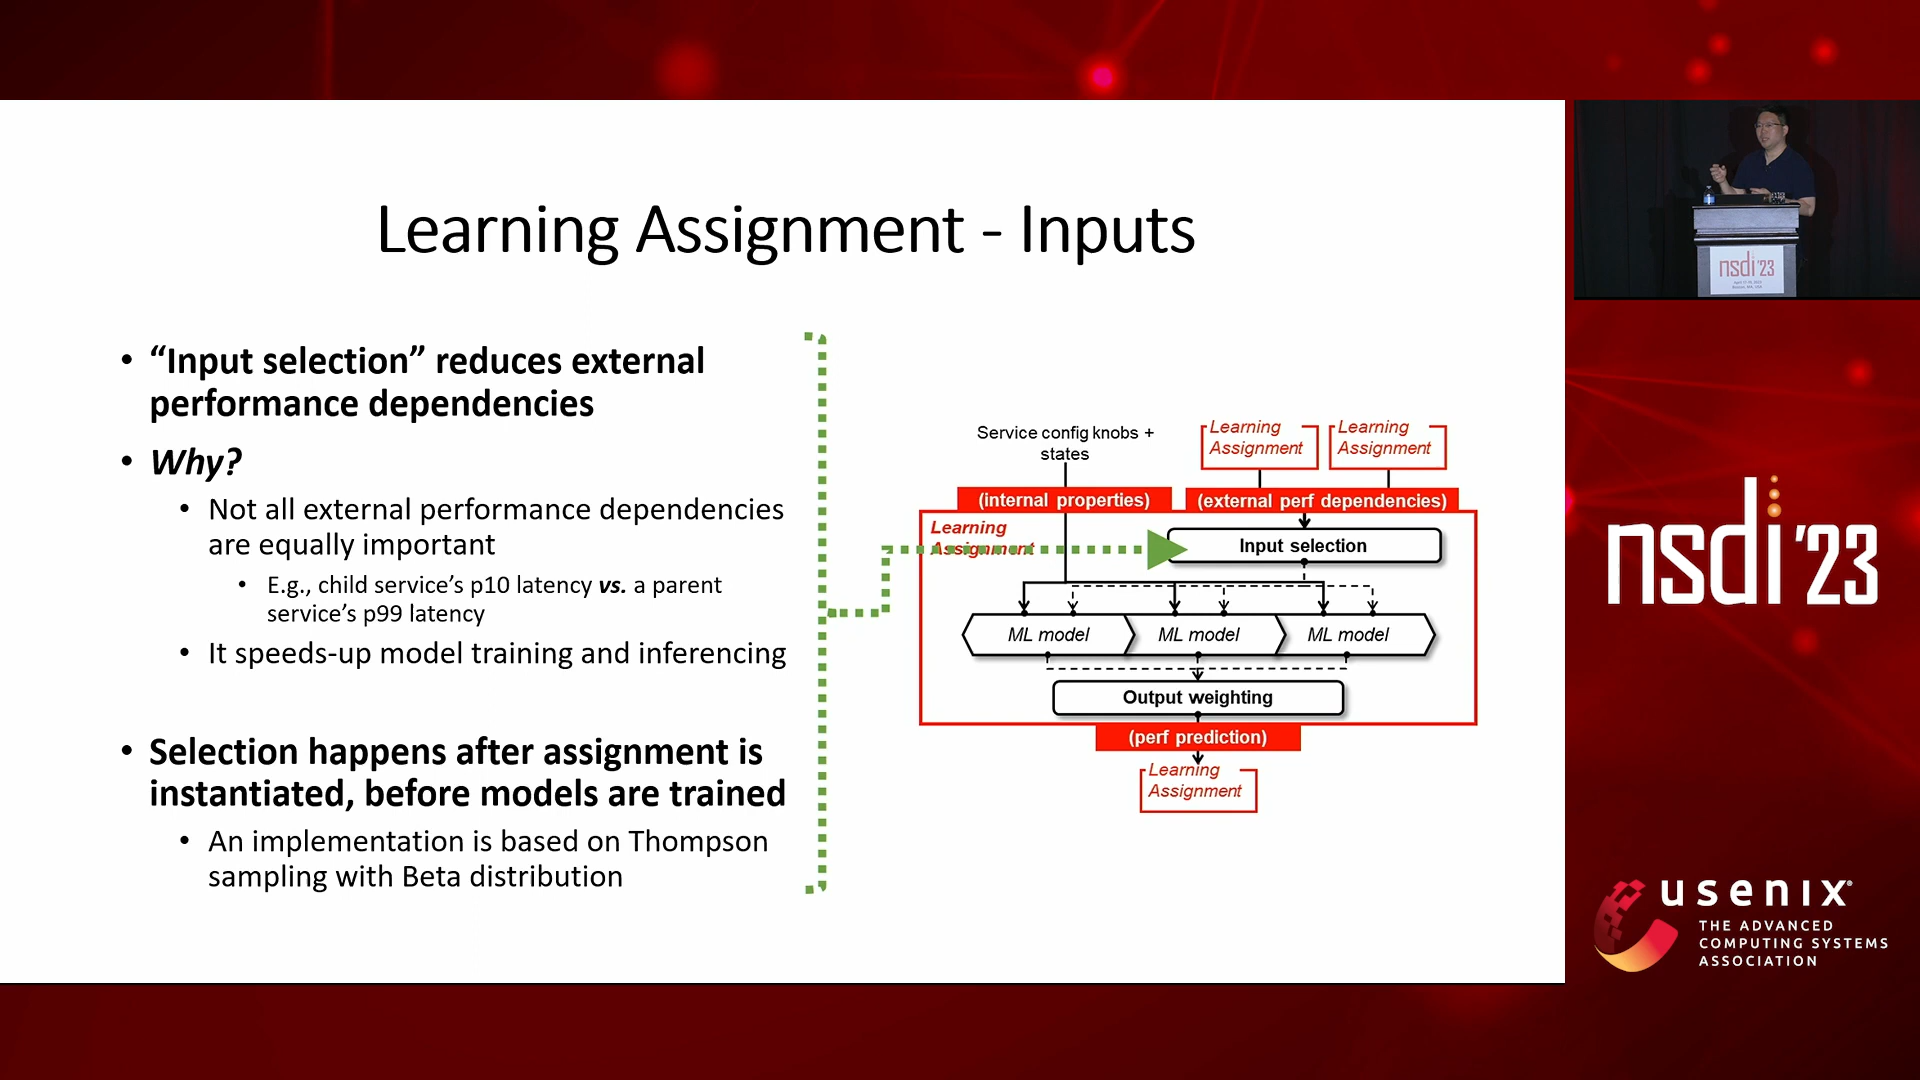 Learning Assignment - Inputs
• “Input selection” reduces external
performance dependencies
• Why?
• Not all external performance dependencies
are equally important
• E.g., child service’s p10 latency vs. a parent
service’s p99 latency
• It speeds-up model training and inferencing
• Selection happens after assignment is
instantiated, before models are trained
• An implementation is based on Thompson
sampling with Beta distribution
Service config knobs +
states
Learning
Assignment
Learning
Assignment
(internal properties)
(external perf dependencies)
Learning
Assignment
Input selection
ML model
ML model
ML model
Output weighting
(perf prediction)
Learning
Assignment
nsdi'23
nsdi'23
usenix®
THE ADVANCED
COMPUTING SYSTEMS
ASSOCIATION